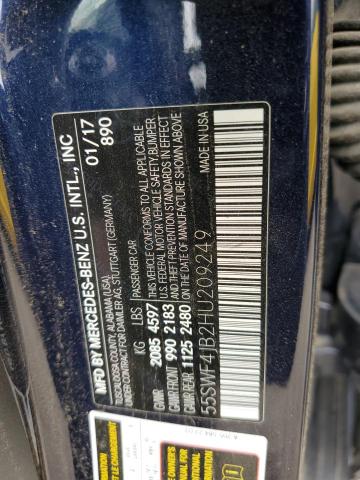 MFD BY MERCEDES-BENZ U.S. INTL., INC
TUSCALOOSA COUNTY, ALABAMA (USA),
UNDER CONTRACT FOR DAIMLER AG, STUTTGART (GERMANY)
01/17
890
KG LBS PASSENGER CAR
GVWR 2085 4597 THIS VEHICLE CONFORMS TO ALL APPLICABLE
U.S. FEDERAL MOTOR VEHICLE SAFETY, BUMPER,
GAWR FRONT 990 2183 AND THEFT PREVENTION STANDARDS IN EFFECT
GAWR REAR 1125 2480 ON THE DATE OF MANUFACTURE SHOWN ABOVE
MADE IN USA
55SWF4JB2HU209249